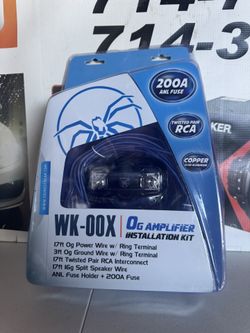 714-
714-3
200A
ANL FUSE
TWISTED PAIR
RCA
COPPER
KER
WK-00X
0G AMPLIFIER
INSTALLATION KIT
17ft 0g Power Wire w/ Ring Terminal
3ft 0g Ground Wire w/ Ring Terminal
17ft Twisted Pair RCA Interconnect
17ft 16g Split Speaker Wire
ANL Fuse Holder + 200A Fuse